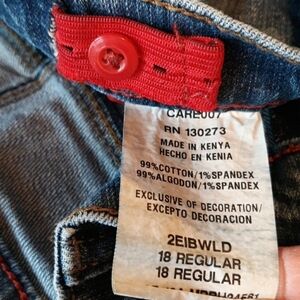 CARE007
RN 130273
MADE IN KENYA
HECHO EN KENIA
99%COTTON/1%SPANDEX
99%ALGODON/1%SPANDEX
EXCLUSIVE OF DECORATION/
EXCEPTO DECORACION
2EIBWLD
18 REGULAR
18 REGULAR